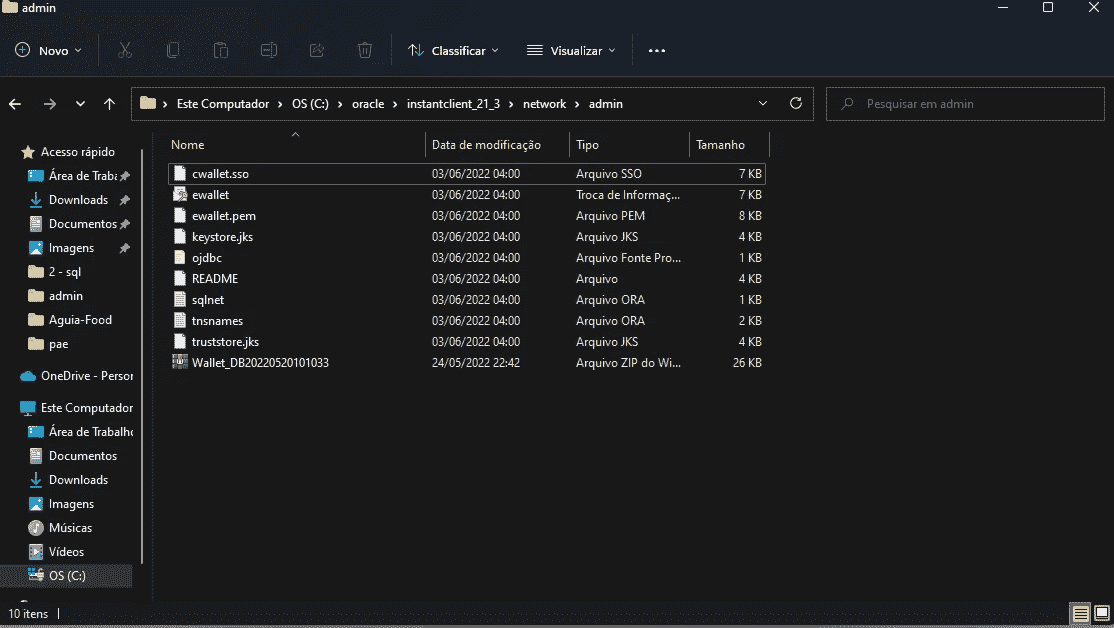 admin
Novo
Classificar
Visualizar
Este Computador > OS (C:) > oracle > instantclient_21_3 > network > admin
Pesquisar em admin
Nome Data de modificação Tipo Tamanho
cwallet.sso 03/06/2022 04:00 Arquivo SSO 7 KB
ewallet 03/06/2022 04:00 Troca de Informaç... 7 KB
ewallet.pem 03/06/2022 04:00 Arquivo PEM 8 KB
keystore.jks 03/06/2022 04:00 Arquivo JKS 4 KB
ojdbc 03/06/2022 04:00 Arquivo Fonte Pro... 1 KB
README 03/06/2022 04:00 Arquivo 4 KB
sqlnet 03/06/2022 04:00 Arquivo ORA 1 KB
tnsnames 03/06/2022 04:00 Arquivo ORA 2 KB
truststore.jks 03/06/2022 04:00 Arquivo JKS 4 KB
Wallet_DB20220520101033 24/05/2022 22:42 Arquivo ZIP do Wi... 26 KB
Acesso rápido
Área de Traba
Downloads
Documentos
Imagens
2 - sql
admin
Aguia-Food
pae
OneDrive - Person
Este Computador
Área de Trabalho
Documentos
Downloads
Imagens
Músicas
Vídeos
OS (C:)
10 itens